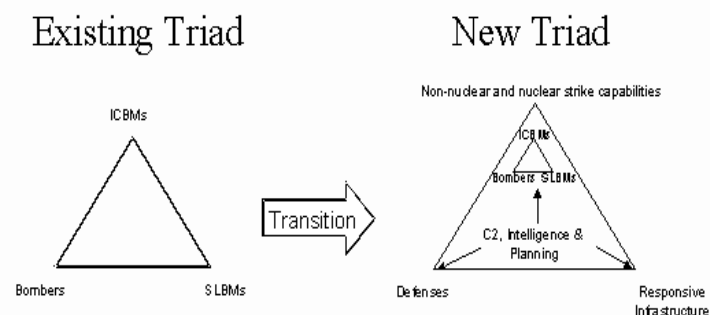 Existing Triad
New Triad
Non-nuclear and nuclear strike capabilities
ICBMs
ICBMs
Bombers SLBMs
Transition
C2, Intelligence &
Planning
Bombers
SLBMs
Defenses
Responsive
Infrastructure